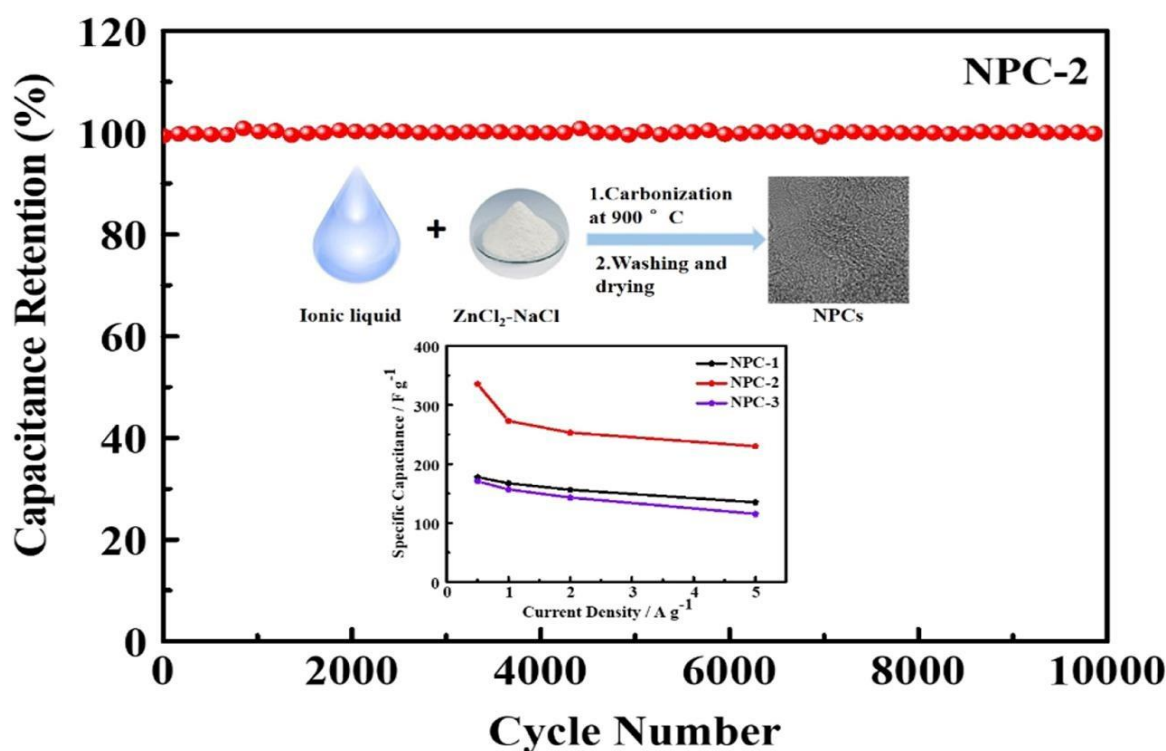 120
100
80
60
40
20
0
Capacitance Retention (%)
NPC-2
+
1.Carbonization
at 900 ° C
2.Washing and
drying
Ionic liquid
ZnCl₂-NaCl
NPCs
400
300
200
100
0
Specific Capacitance / F g⁻¹
NPC-1
NPC-2
NPC-3
0 1 2 3 4 5
Current Density / A g⁻¹
0 2000 4000 6000 8000 10000
Cycle Number